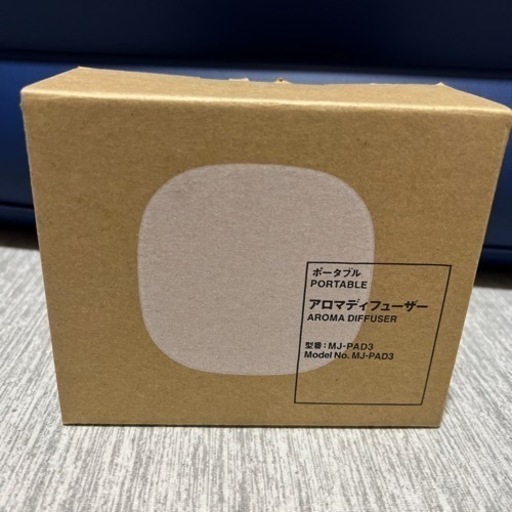 ポータブル
PORTABLE
アロマディフューザー
AROMA DIFFUSER
型番：MJ-PAD3
Model No. MJ-PAD3